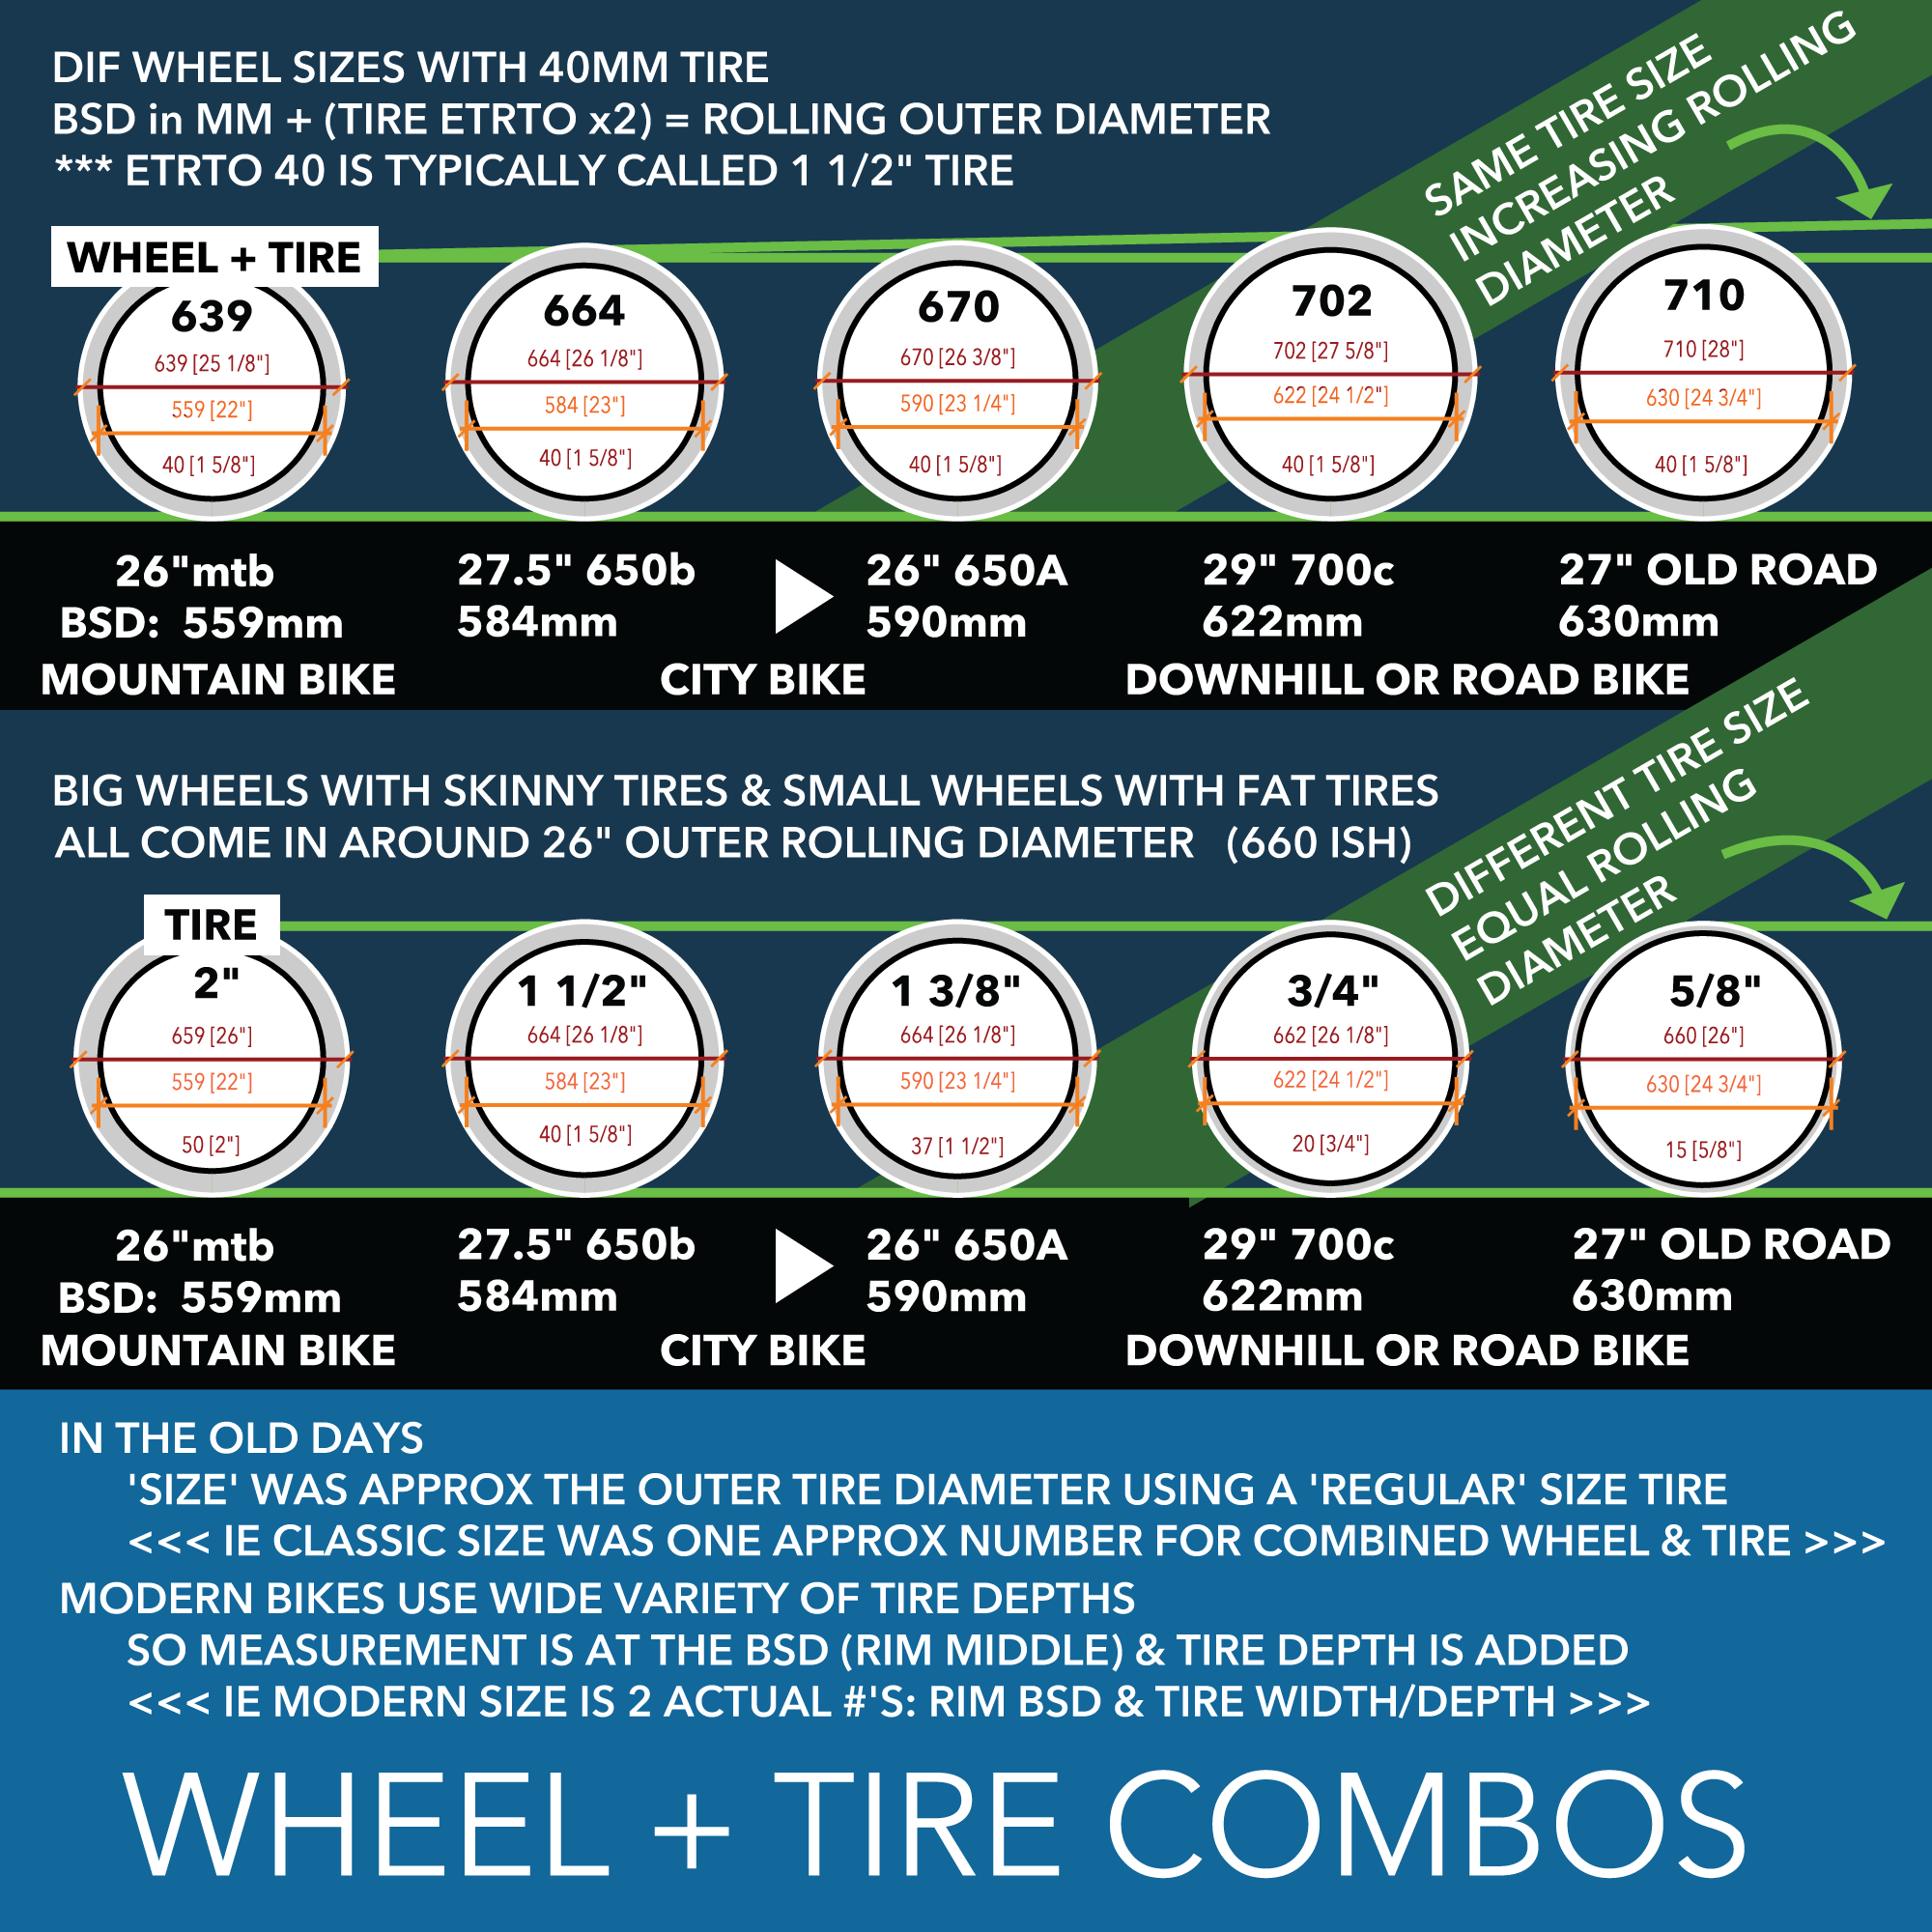 DIF WHEEL SIZES WITH 40MM TIRE
BSD in MM + (TIRE ETRTO x2) = ROLLING OUTER DIAMETER
*** ETRTO 40 IS TYPICALLY CALLED 1 1/2" TIRE
SAME TIRE SIZE
INCREASING ROLLING
DIAMETER
WHEEL + TIRE
639
639 [25 1/8"]
559 [22"]
40 [1 5/8"]
664
664 [26 1/8"]
584 [23"]
40 [1 5/8"]
670
670 [26 3/8"]
590 [23 1/4"]
40 [1 5/8"]
702
702 [27 5/8"]
622 [24 1/2"]
40 [1 5/8"]
710
710 [28"]
630 [24 3/4"]
40 [1 5/8"]
26"mtb
BSD: 559mm
27.5" 650b
584mm
26" 650A
590mm
29" 700c
622mm
27" OLD ROAD
630mm
MOUNTAIN BIKE
CITY BIKE
DOWNHILL OR ROAD BIKE
BIG WHEELS WITH SKINNY TIRES & SMALL WHEELS WITH FAT TIRES
ALL COME IN AROUND 26" OUTER ROLLING DIAMETER (660 ISH)
DIFFERENT TIRE SIZE
EQUAL ROLLING
DIAMETER
TIRE
2"
659 [26"]
559 [22"]
50 [2"]
1 1/2"
664 [26 1/8"]
584 [23"]
40 [1 5/8"]
1 3/8"
664 [26 1/8"]
590 [23 1/4"]
37 [1 1/2"]
3/4"
662 [26 1/8"]
622 [24 1/2"]
20 [3/4"]
5/8"
660 [26"]
630 [24 3/4"]
15 [5/8"]
26"mtb
BSD: 559mm
27.5" 650b
584mm
26" 650A
590mm
29" 700c
622mm
27" OLD ROAD
630mm
MOUNTAIN BIKE
CITY BIKE
DOWNHILL OR ROAD BIKE
IN THE OLD DAYS
'SIZE' WAS APPROX THE OUTER TIRE DIAMETER USING A 'REGULAR' SIZE TIRE
<<< IE CLASSIC SIZE WAS ONE APPROX NUMBER FOR COMBINED WHEEL & TIRE >>>
MODERN BIKES USE WIDE VARIETY OF TIRE DEPTHS
SO MEASUREMENT IS AT THE BSD (RIM MIDDLE) & TIRE DEPTH IS ADDED
<<< IE MODERN SIZE IS 2 ACTUAL #'S: RIM BSD & TIRE WIDTH/DEPTH >>>
WHEEL + TIRE COMBOS